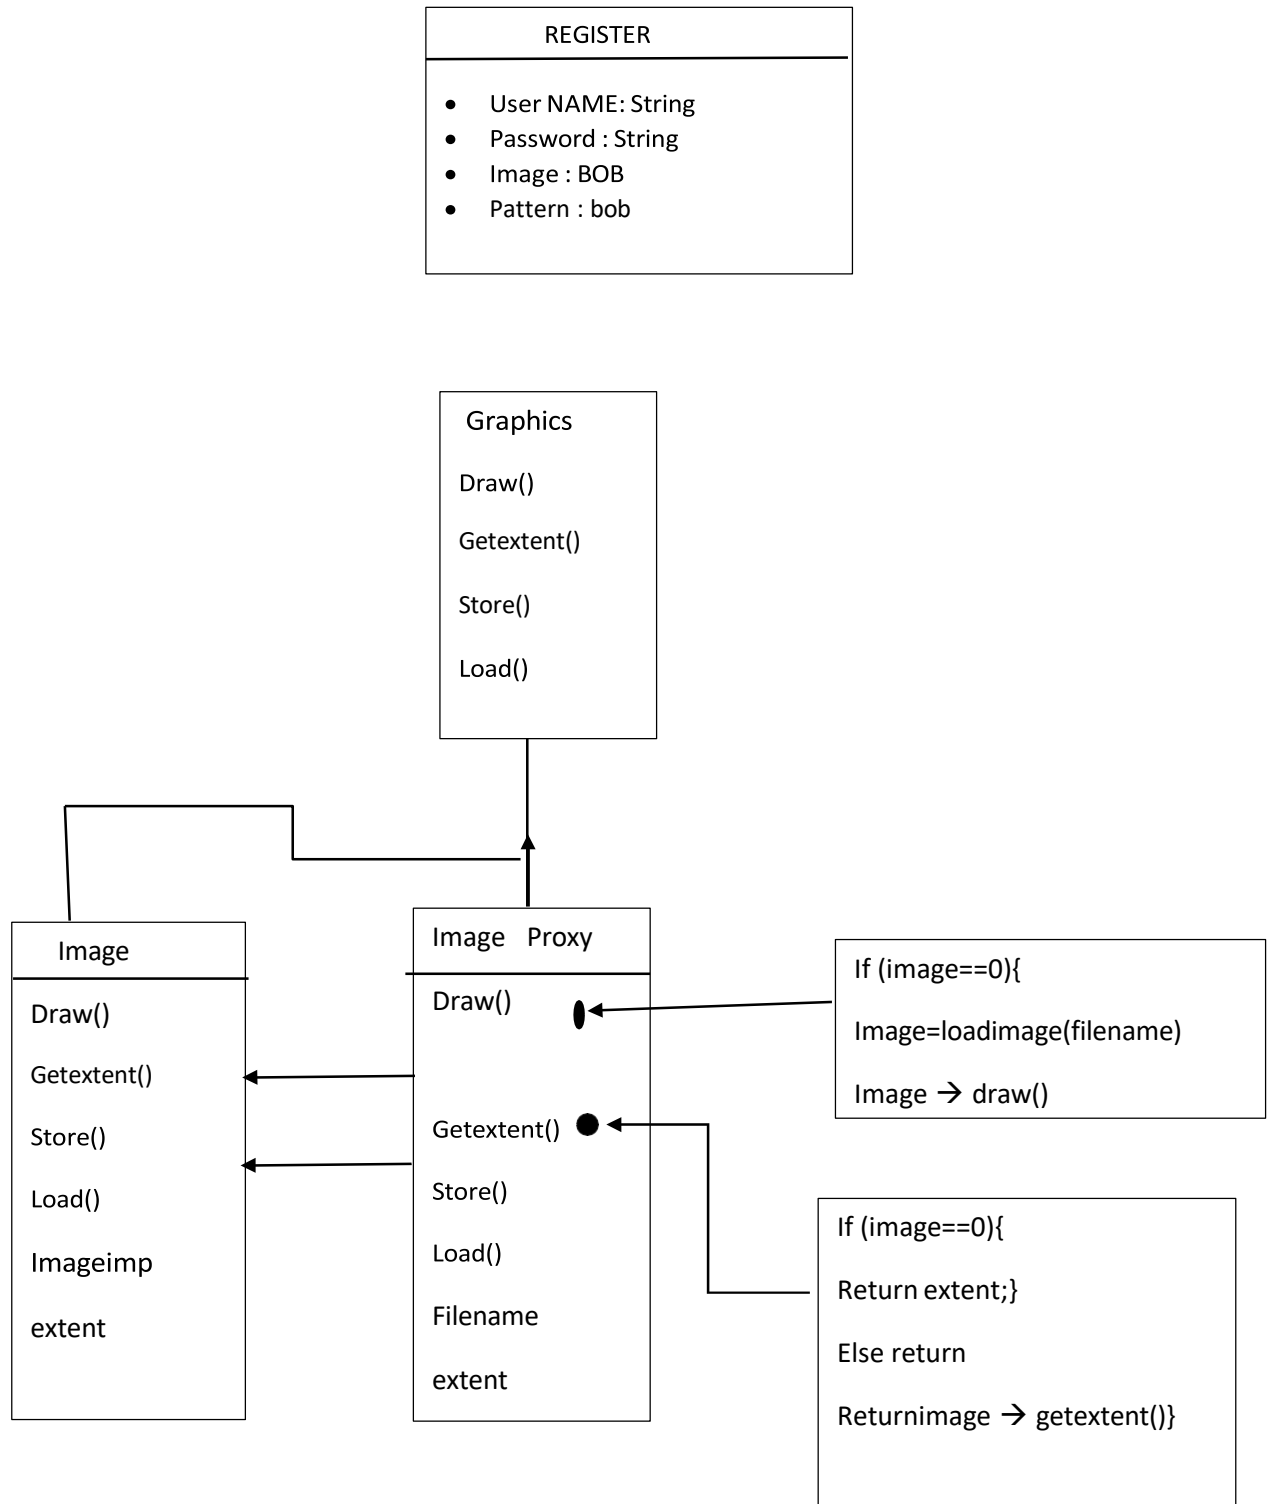 REGISTER
• User NAME: String
• Password : String
• Image : BOB
• Pattern : bob
Graphics
Draw()
Getextent()
Store()
Load()
Image
Draw()
Getextent()
Store()
Load()
Imageimp
extent
Image Proxy
Draw()
Getextent()
Store()
Load()
Filename
extent
If (image==0){
Image=loadimage(filename)
Image → draw()
If (image==0){
Return extent;}
Else return
Returnimage → getextent()}